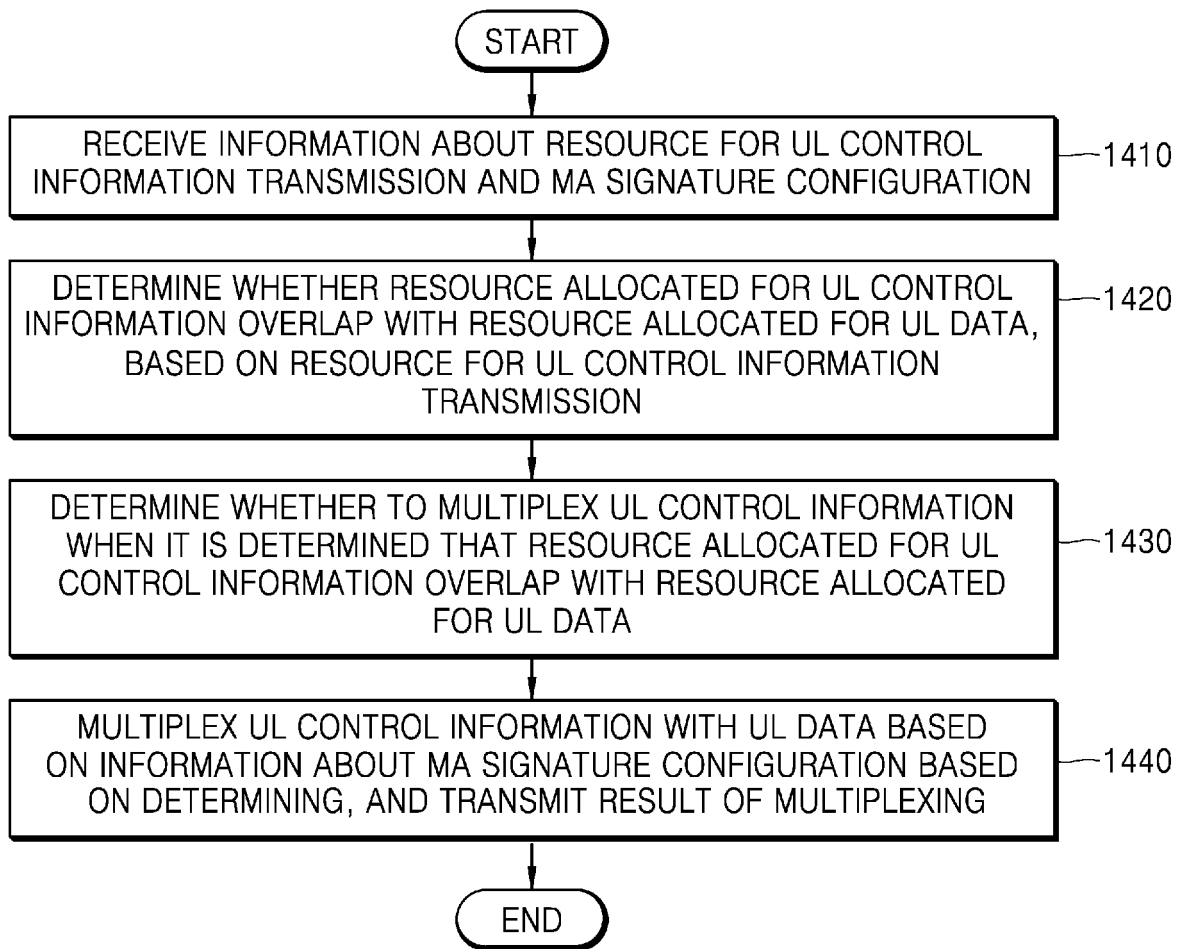 START
RECEIVE INFORMATION ABOUT RESOURCE FOR UL CONTROL
INFORMATION TRANSMISSION AND MA SIGNATURE CONFIGURATION
1410
DETERMINE WHETHER RESOURCE ALLOCATED FOR UL CONTROL
INFORMATION OVERLAP WITH RESOURCE ALLOCATED FOR UL DATA,
BASED ON RESOURCE FOR UL CONTROL INFORMATION
TRANSMISSION
1420
DETERMINE WHETHER TO MULTIPLEX UL CONTROL INFORMATION
WHEN IT IS DETERMINED THAT RESOURCE ALLOCATED FOR UL
CONTROL INFORMATION OVERLAP WITH RESOURCE ALLOCATED
FOR UL DATA
1430
MULTIPLEX UL CONTROL INFORMATION WITH UL DATA BASED
ON INFORMATION ABOUT MA SIGNATURE CONFIGURATION BASED
ON DETERMINING, AND TRANSMIT RESULT OF MULTIPLEXING
1440
END